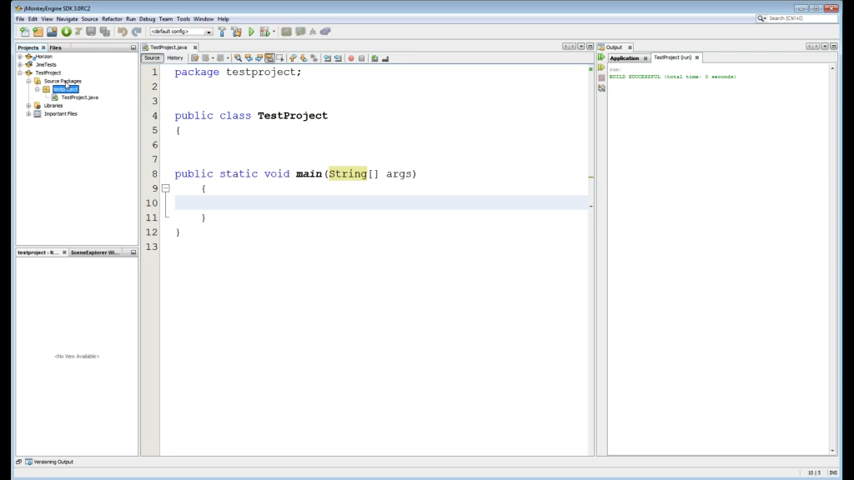 jMonkeyEngine SDK 3.0RC2
File Edit View Navigate Source Refactor Run Debug Team Tools Window Help
Search (Ctrl+I)
<default config>
Projects Files
Horizon
JmeTests
TestProject
Source Packages
testproject
TestProject.java
Libraries
Important Files
testproject - N... SceneExplorer Wi...
<No View Available>
TestProject.java
Source History
1 package testproject;
2
3
4 public class TestProject
5 {
6
7
8 public static void main(String[] args)
9 {
10
11 }
12 }
13
Output
Application TestProject (run)
run:
BUILD SUCCESSFUL (total time: 0 seconds)
Versioning Output
10 | 5 INS